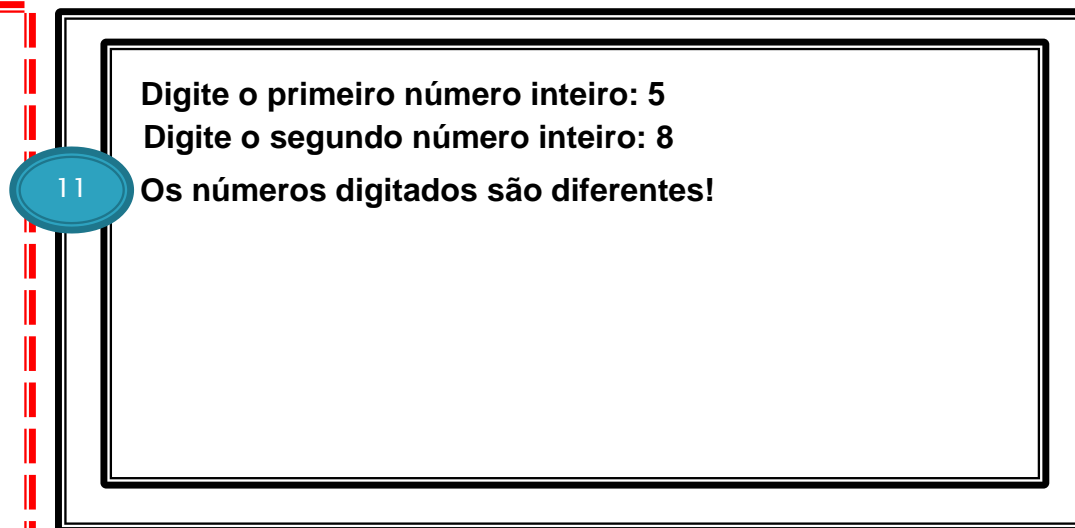 Digite o primeiro número inteiro: 5
Digite o segundo número inteiro: 8
11
Os números digitados são diferentes!